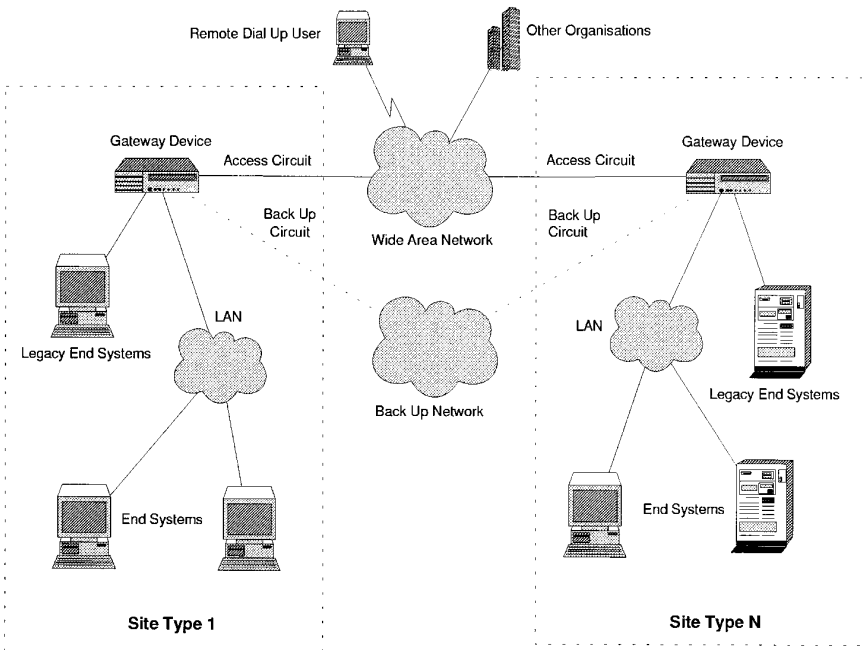 Remote Dial Up User
Other Organisations
Gateway Device
Gateway Device
Access Circuit
Access Circuit
Back Up
Circuit
Back Up
Circuit
Wide Area Network
LAN
LAN
Legacy End Systems
Legacy End Systems
Back Up Network
End Systems
End Systems
Site Type 1
Site Type N